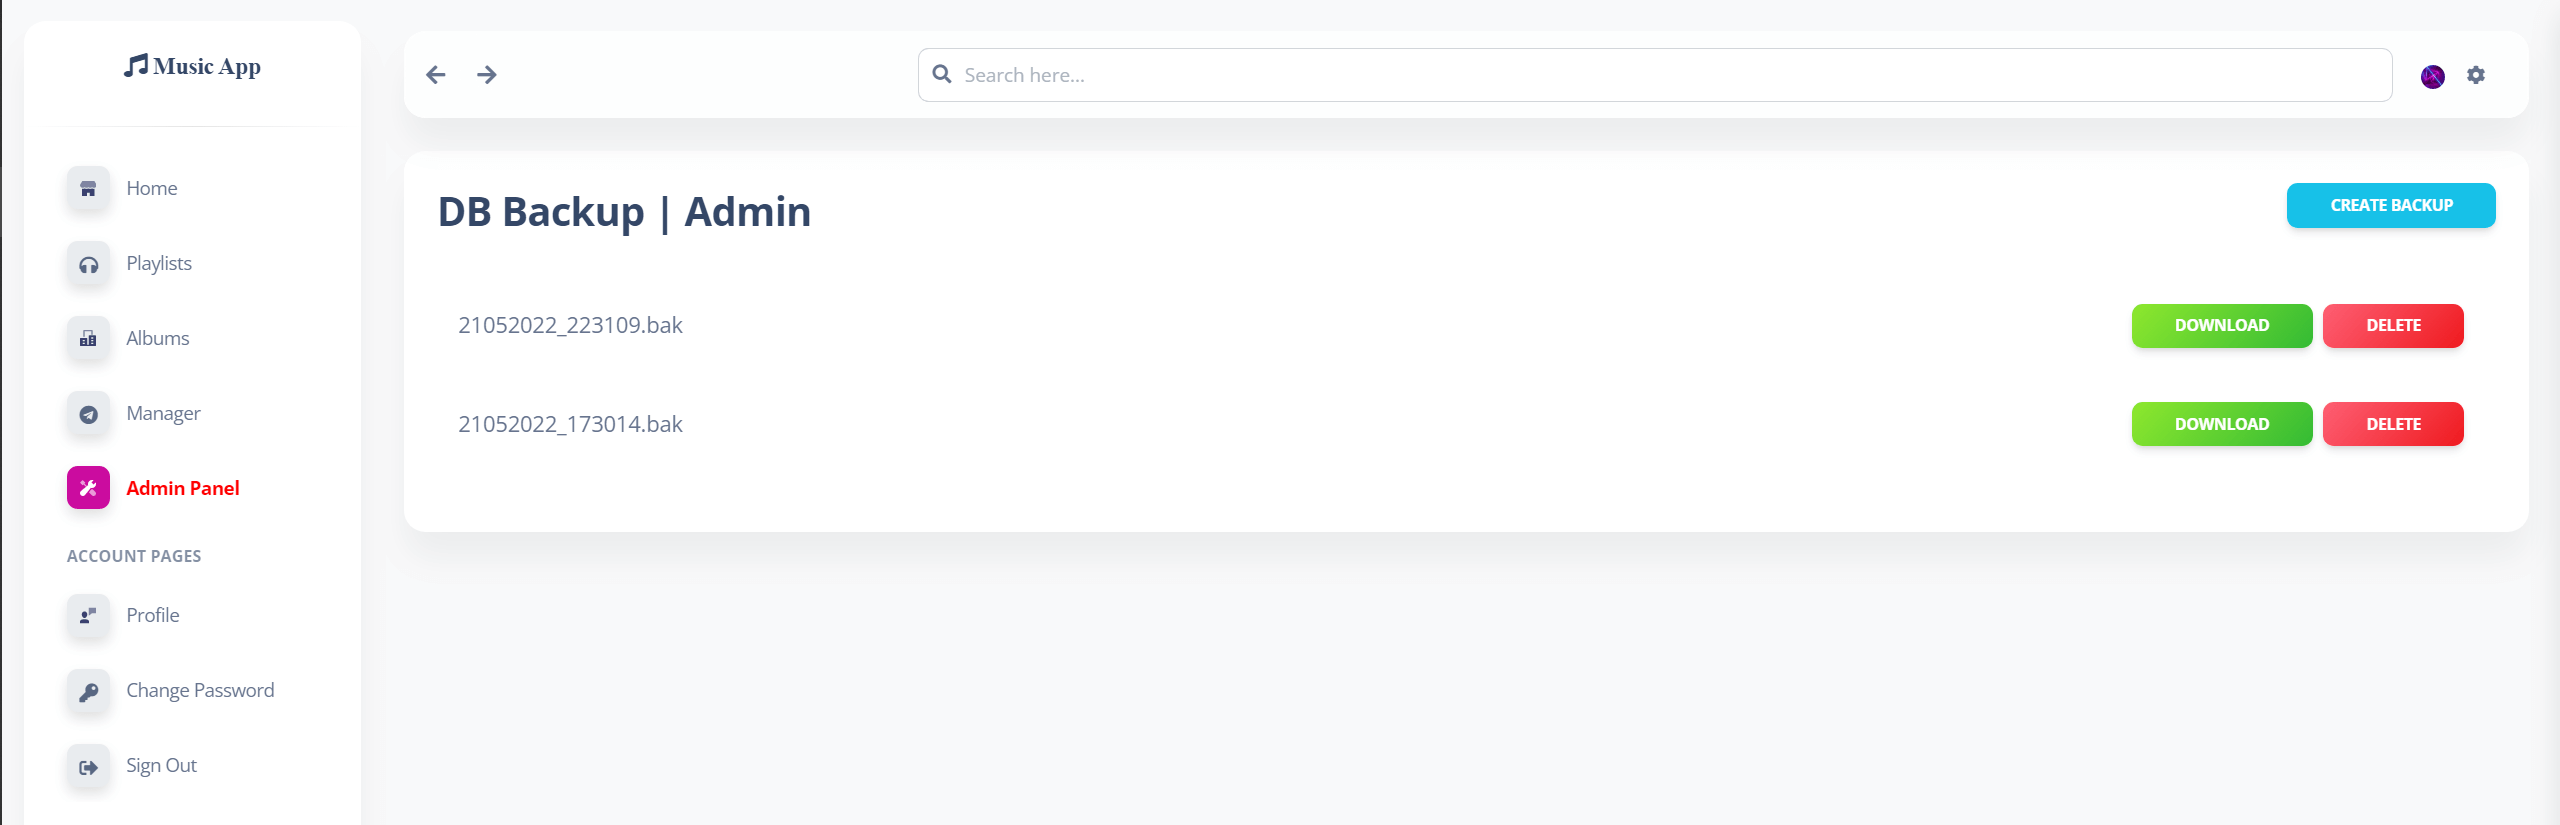 Music App
Home
Playlists
Albums
Manager
Admin Panel
ACCOUNT PAGES
Profile
Change Password
Sign Out
Search here...
DB Backup | Admin
CREATE BACKUP
21052022_223109.bak
DOWNLOAD
DELETE
21052022_173014.bak
DOWNLOAD
DELETE